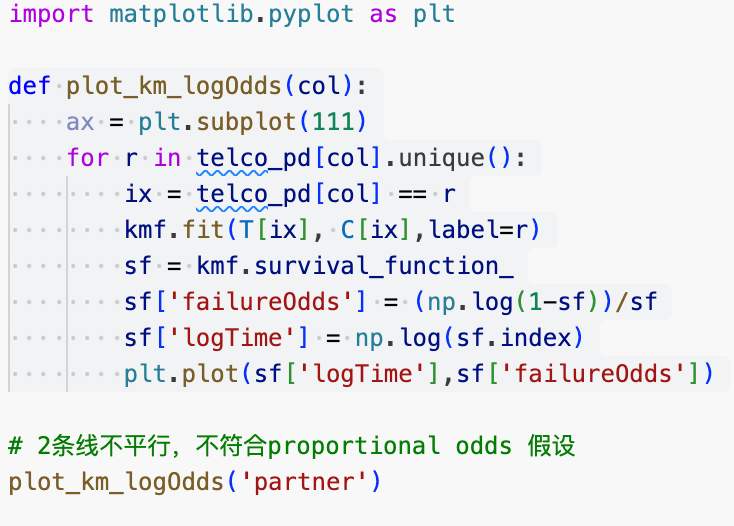 import matplotlib.pyplot as plt
def plot_km_logOdds(col):
    ax = plt.subplot(111)
    for r in telco_pd[col].unique():
        ix = telco_pd[col] == r
        kmf.fit(T[ix], C[ix],label=r)
        sf = kmf.survival_function_
        sf['failureOdds'] = (np.log(1-sf))/sf
        sf['logTime'] = np.log(sf.index)
        plt.plot(sf['logTime'],sf['failureOdds'])
# 2条线不平行，不符合proportional odds 假设
plot_km_logOdds('partner')